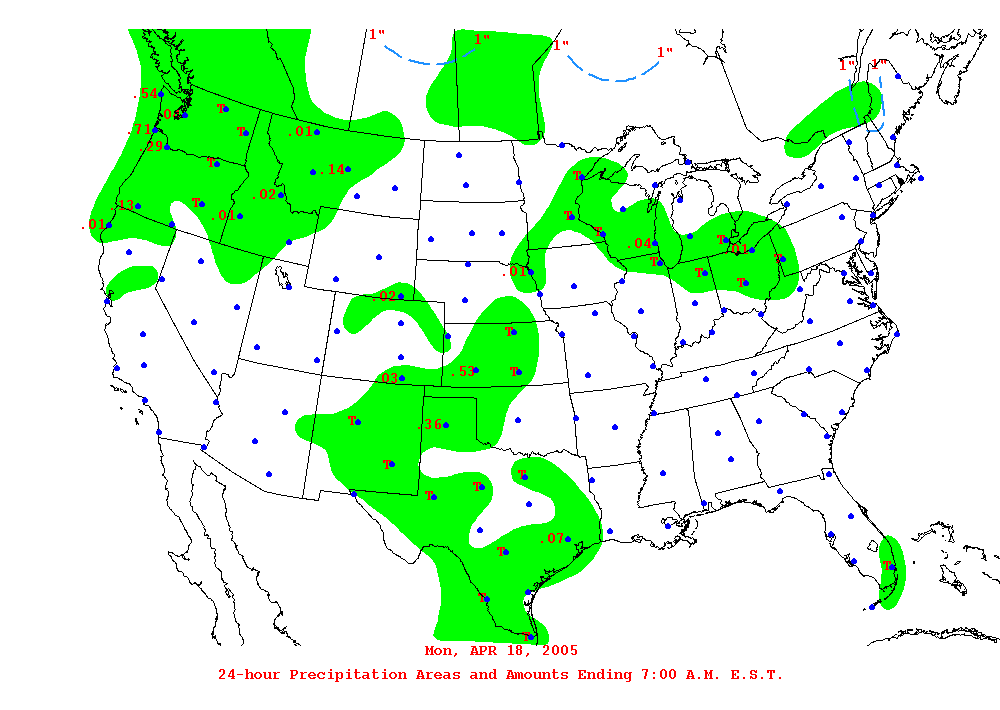 1" 1" 1" 1"
1" 1"
.54
T
.71 T .01
.29
T .14
.02
T
.13 .01
.01
T
T
T T
.04 .01
T T T
.01 T
.02
T
.53 T
.03
T .36
T T
T T
.07
T
T
T
T
Mon, APR 18, 2005
24-hour Precipitation Areas and Amounts Ending 7:00 A.M. E.S.T.